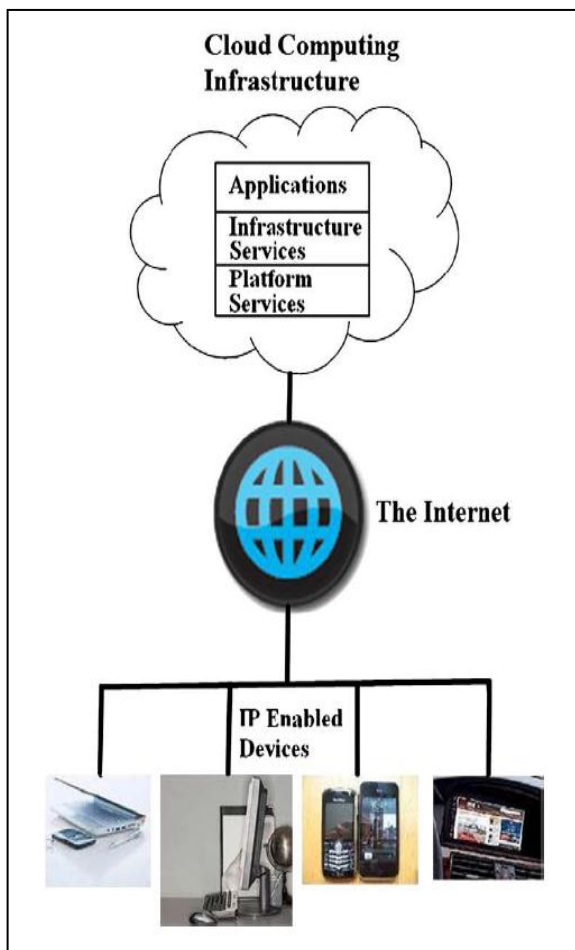 Cloud Computing
Infrastructure
Applications
Infrastructure
Services
Platform
Services
The Internet
IP Enabled
Devices